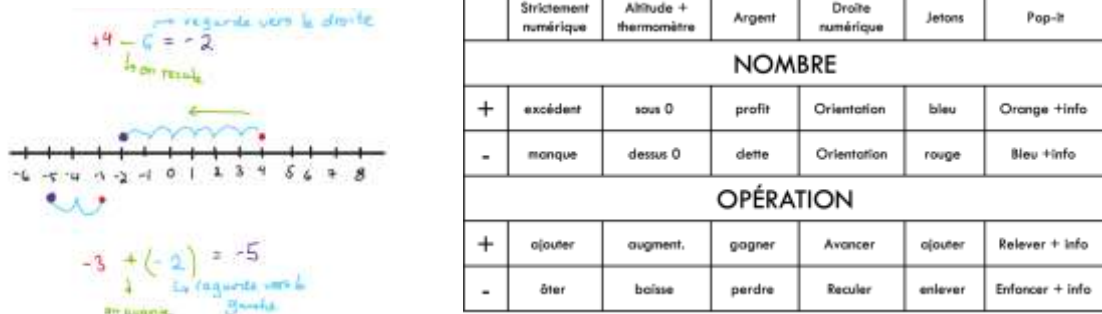 regarde vers la droite
+4 - 6 = -2
on recule
-6 -5 -4 -3 -2 -1 0 1 2 3 4 5 6 7 8
-3 + (-2) = -5
regarde vers la
gauche
on avance
Strictement numérique Altitude + thermomètre Argent Droite numérique Jetons Pop-it
NOMBRE
+ excédent sous 0 profit Orientation bleu Orange +info
- manque dessus 0 dette Orientation rouge Bleu +info
OPÉRATION
+ ajouter augment. gagner Avancer ajouter Relever + info
- ôter baisse perdre Reculer enlever Enfoncer + info